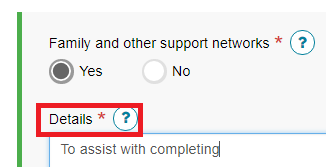 Family and other support networks * ?
Yes No
Details * ?
To assist with completing